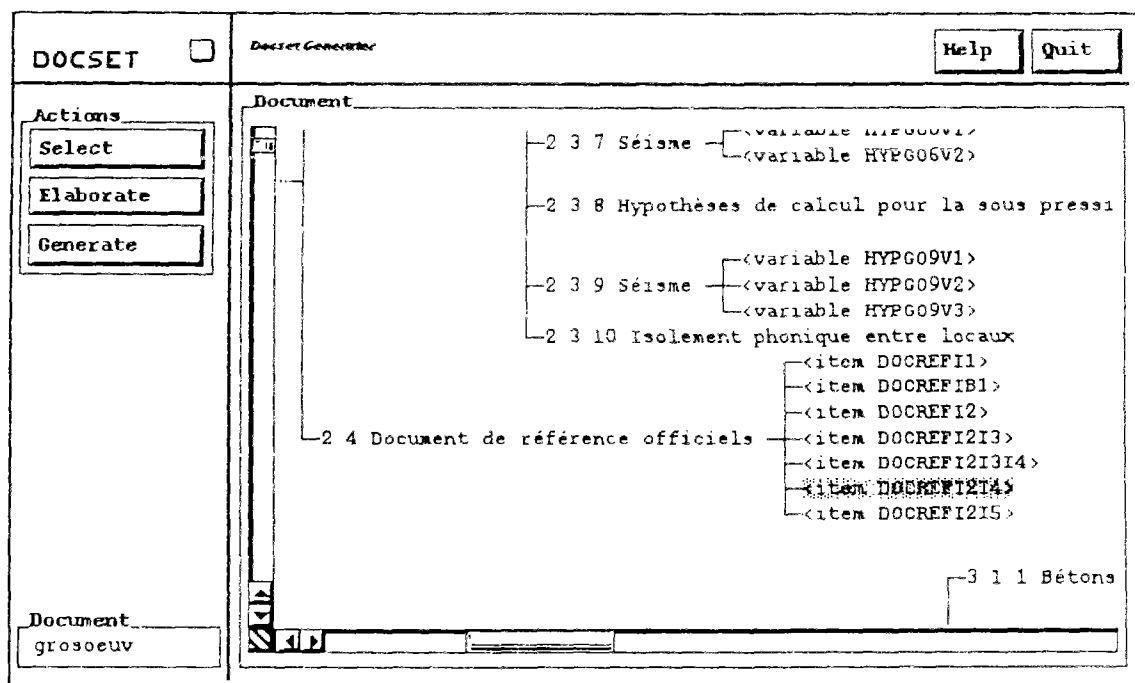 DOCSET
Docset Generator
Help
Quit
Actions
Select
Elaborate
Generate
Document
<variable
2 3 7 Séisme
<variable HYPG06V2>
2 3 8 Hypothèses de calcul pour la sous pressi
<variable HYPG09V1>
2 3 9 Séisme
<variable HYPG09V2>
<variable HYPG09V3>
2 3 10 Isolement phonique entre locaux
<item DOCREFI1>
<item DOCREFIB1>
<item DOCREFI2>
2 4 Document de référence officiels
<item DOCREFI2I3>
<item DOCREFI2I3I4>
<item DOCREFI2I4>
<item DOCREFI2I5>
3 1 1 Bétons
Document
grosoeuv